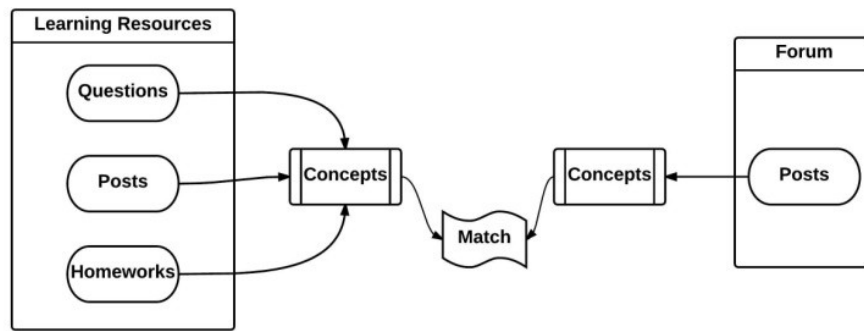 Learning Resources
Questions
Posts
Homeworks
Concepts
Match
Concepts
Forum
Posts